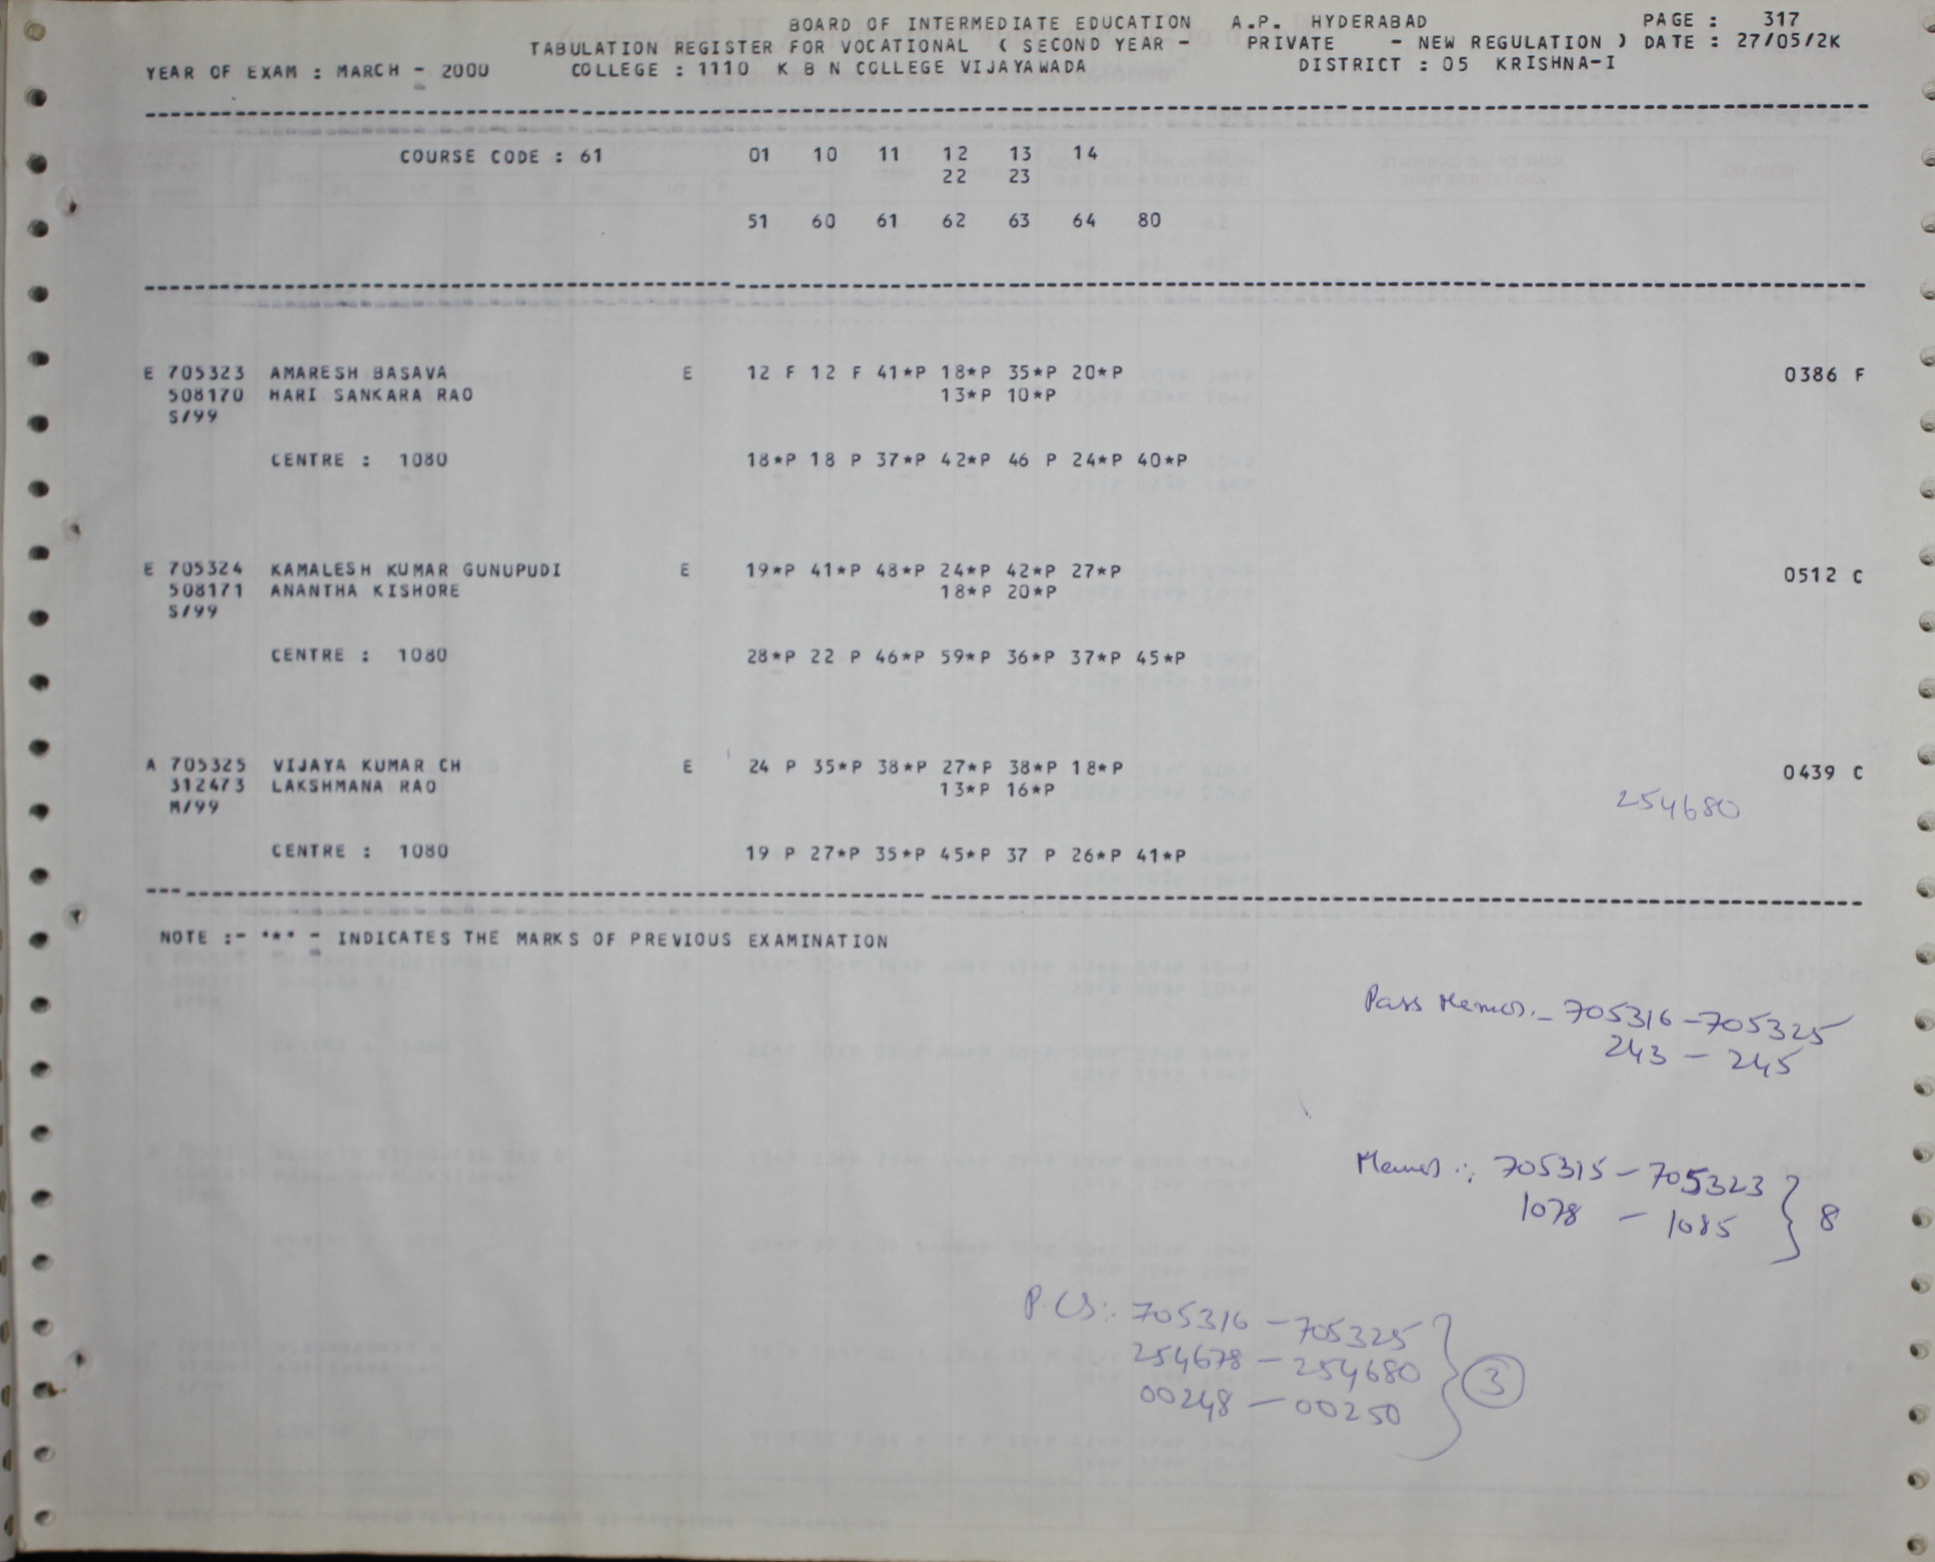 BOARD OF INTERMEDIATE EDUCATION A.P. HYDERABAD PAGE : 317
TABULATION REGISTER FOR VOCATIONAL ( SECOND YEAR - PRIVATE - NEW REGULATION ) DATE : 27/05/2K
YEAR OF EXAM : MARCH - 2000 COLLEGE : 1110 K B N COLLEGE VIJAYAWADA DISTRICT : 05 KRISHNA-I
COURSE CODE : 61 01 10 11 12 13 14
22 23
51 60 61 62 63 64 80
E 705323 AMARESH BASAVA E 12 F 12 F 41*P 18*P 35*P 20*P 0386 F
508170 HARI SANKARA RAO 13*P 10*P
S/99
CENTRE : 1080 18*P 18 P 37*P 42*P 46 P 24*P 40*P
E 705324 KAMALESH KUMAR GUNUPUDI E 19*P 41*P 48*P 24*P 42*P 27*P 0512 C
508171 ANANTHA KISHORE 18*P 20*P
S/99
CENTRE : 1080 28*P 22 P 46*P 59*P 36*P 37*P 45*P
A 705325 VIJAYA KUMAR CH E 24 P 35*P 38*P 27*P 38*P 18*P 0439 C
312473 LAKSHMANA RAO 13*P 16*P 254680
M/99
CENTRE : 1080 19 P 27*P 35*P 45*P 37 P 26*P 41*P
NOTE :- "*" - INDICATES THE MARKS OF PREVIOUS EXAMINATION
Pass Memos:- 705316 - 705325
243 - 245
Memos :; 705315 - 705323
1078 - 1085 } 8
P.Cs:- 705316 - 705325
254678 - 254680 } 3
00248 - 00250